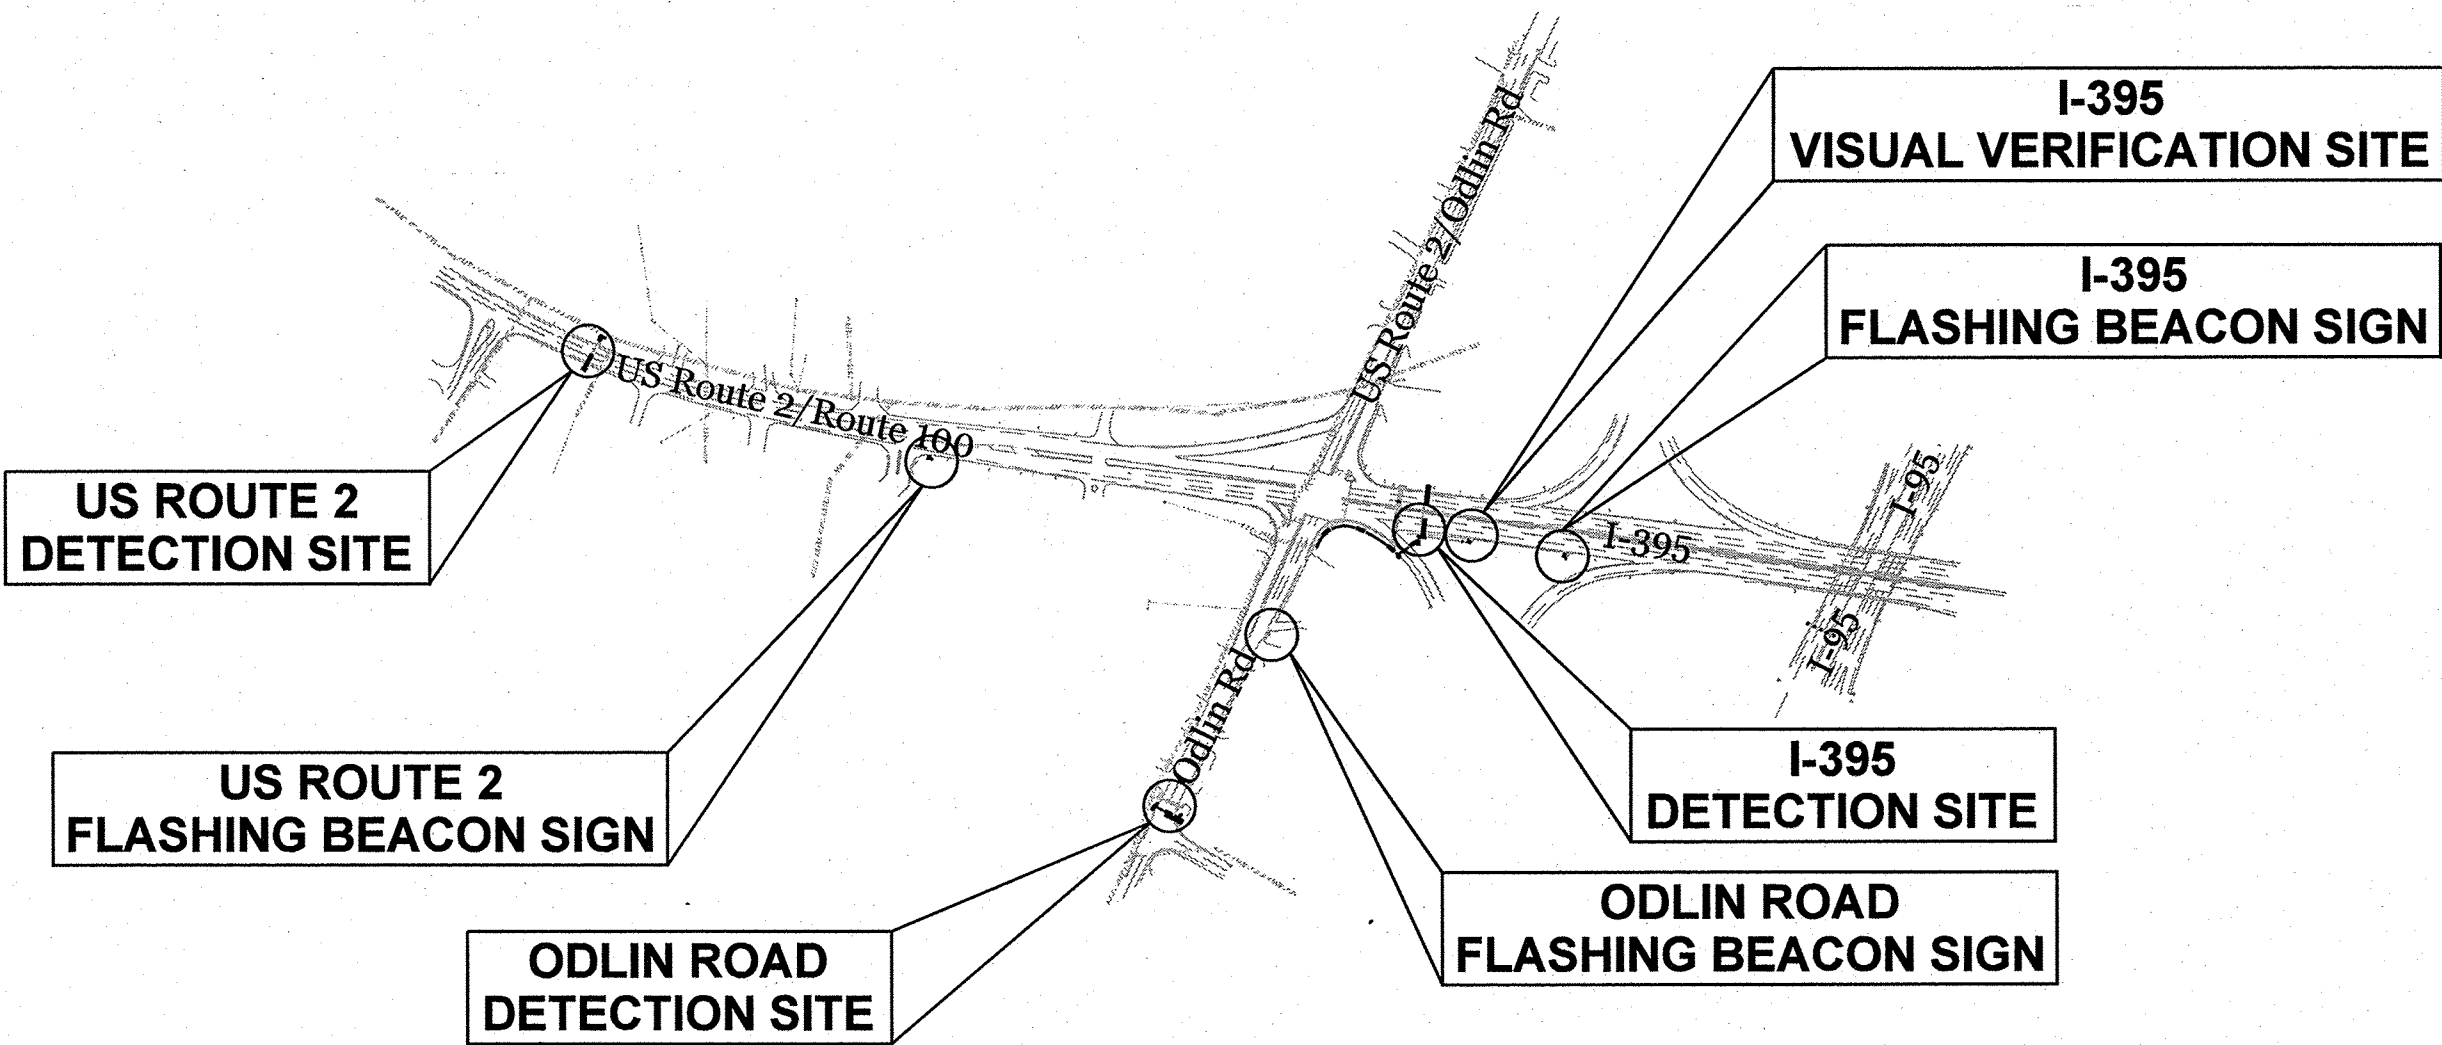 I-395
VISUAL VERIFICATION SITE
US Route 2/Odlin Rd
I-395
FLASHING BEACON SIGN
US Route 2/Route 100
I-95
US ROUTE 2
DETECTION SITE
I-395
I-95
Odlin Rd
US ROUTE 2
FLASHING BEACON SIGN
I-395
DETECTION SITE
ODLIN ROAD
FLASHING BEACON SIGN
ODLIN ROAD
DETECTION SITE